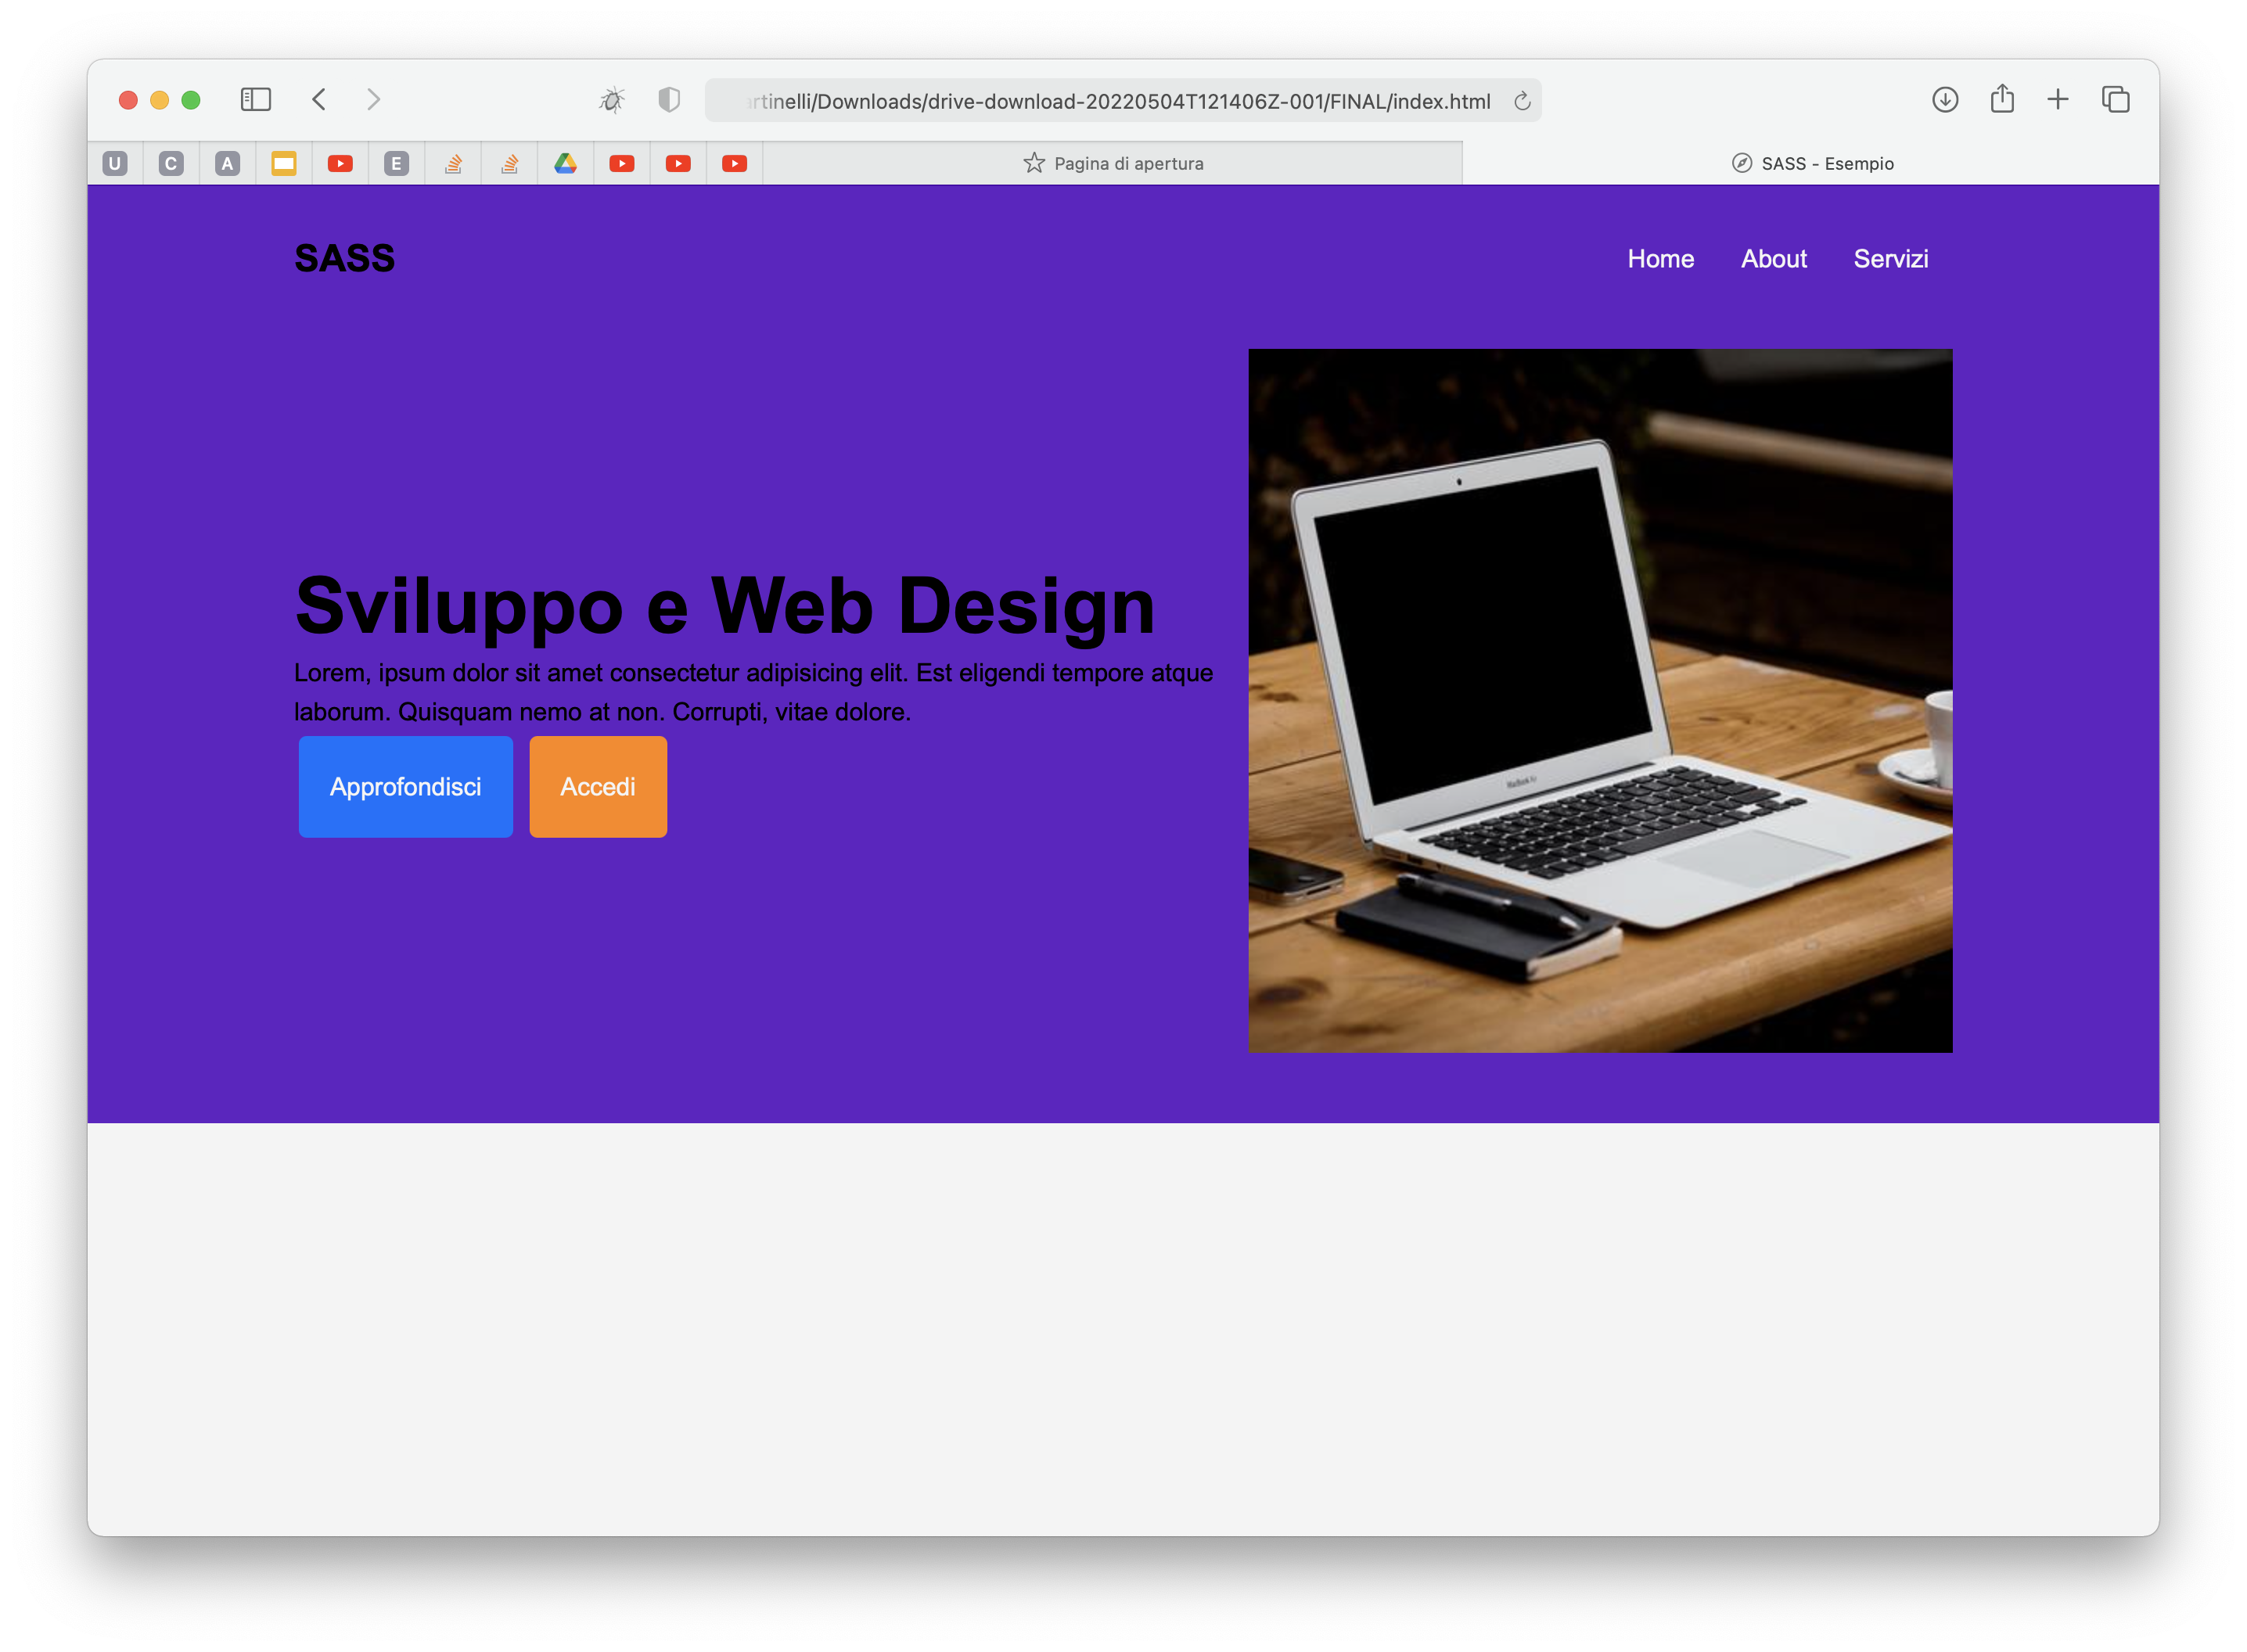 rtinelli/Downloads/drive-download-20220504T121406Z-001/FINAL/index.html
U C A E Pagina di apertura SASS - Esempio
SASS Home About Servizi
Sviluppo e Web Design
Lorem, ipsum dolor sit amet consectetur adipisicing elit. Est eligendi tempore atque
laborum. Quisquam nemo at non. Corrupti, vitae dolore.
Approfondisci Accedi